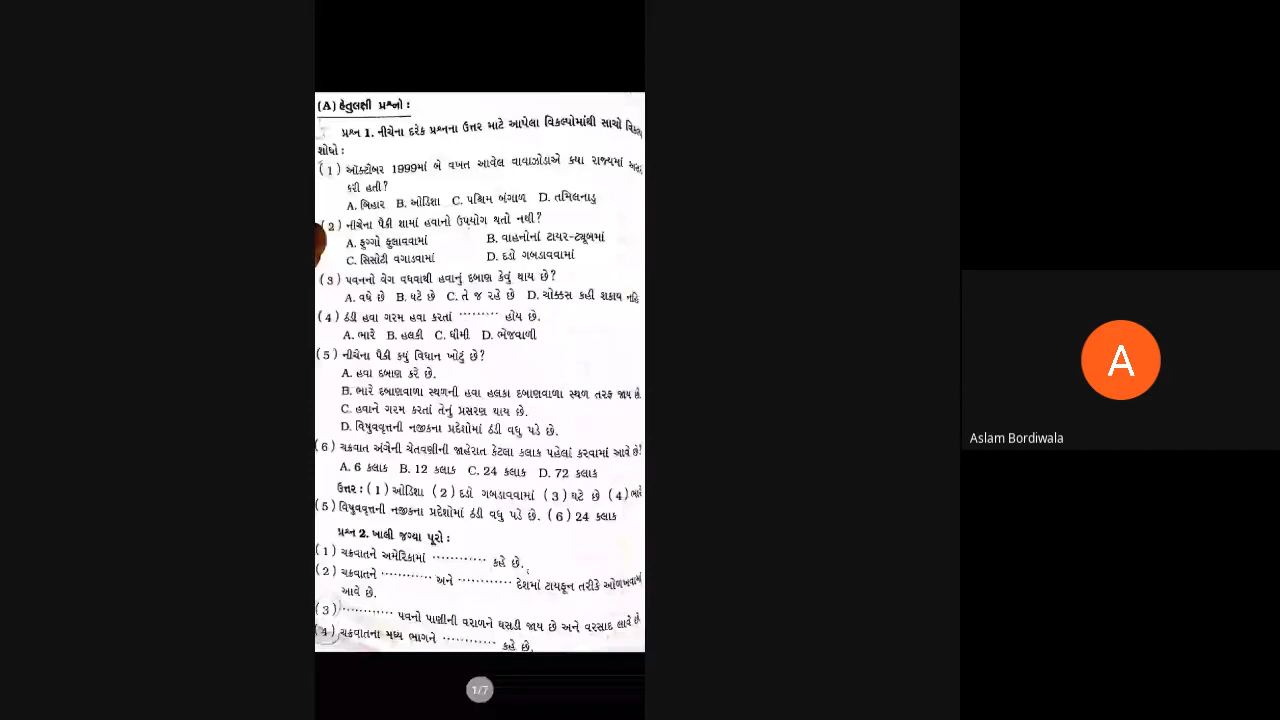 (A) હેતુલક્ષી પ્રશ્નો :
પ્રશ્ન 1. નીચેના દરેક પ્રશ્નના ઉત્તર માટે આપેલા વિકલ્પોમાંથી સાચો વિકલ્પ
શોધો :
(1) ઑક્ટોબર 1999માં બે વખત આવેલ વાવાઝોડાએ કયા રાજ્યમાં
કરી હતી?
A. બિહાર B. ઓડિશા C. પશ્ચિમ બંગાળ D. તમિલનાડુ
(2) નીચેના પૈકી શામાં હવાનો ઉપયોગ થતો નથી?
A. ફુગ્ગો ફુલાવવામાં B. વાહનોનાં ટાયર-ટ્યૂબમાં
C. સિસોટી વગાડવામાં D. દડો ગબડાવવામાં
(3) પવનનો વેગ વધવાથી હવાનું દબાણ કેવું થાય છે?
A. વધે છે B. ઘટે છે C. તે જ રહે છે D. ચોક્કસ કહી શકાય નહિ
(4) ઠંડી હવા ગરમ હવા કરતાં ......... હોય છે.
A. ભારે B. હલકી C. ધીમી D. ભેજવાળી
(5) નીચેના પૈકી કયું વિધાન ખોટું છે?
A. હવા દબાણ કરે છે.
B. ભારે દબાણવાળા સ્થળની હવા હલકા દબાણવાળા સ્થળ તરફ જાય છે.
C. હવાને ગરમ કરતાં તેનું પ્રસરણ થાય છે.
D. વિષુવવૃત્તની નજીકના પ્રદેશોમાં ઠંડી વધુ પડે છે.
(6) ચક્રવાત અંગેની ચેતવણીની જાહેરાત કેટલા કલાક પહેલાં કરવામાં આવે છે?
A. 6 કલાક B. 12 કલાક C. 24 કલાક D. 72 કલાક
ઉત્તર : (1) ઓડિશા (2) દડો ગબડાવવામાં (3) ઘટે છે (4) ભારે
(5) વિષુવવૃત્તની નજીકના પ્રદેશોમાં ઠંડી વધુ પડે છે. (6) 24 કલાક
પ્રશ્ન 2. ખાલી જગ્યા પૂરો :
(1) ચક્રવાતને અમેરિકામાં ............ કહે છે.
(2) ચક્રવાતને ............ અને ............ દેશમાં ટાયફૂન તરીકે ઓળખવામાં
આવે છે.
(3) ............ પવનો પાણીની વરાળને ઘસડી જાય છે અને વરસાદ લાવે છે.
(4) ચક્રવાતના મધ્ય ભાગને ............ કહે છે.
1/7
A
Aslam Bordiwala